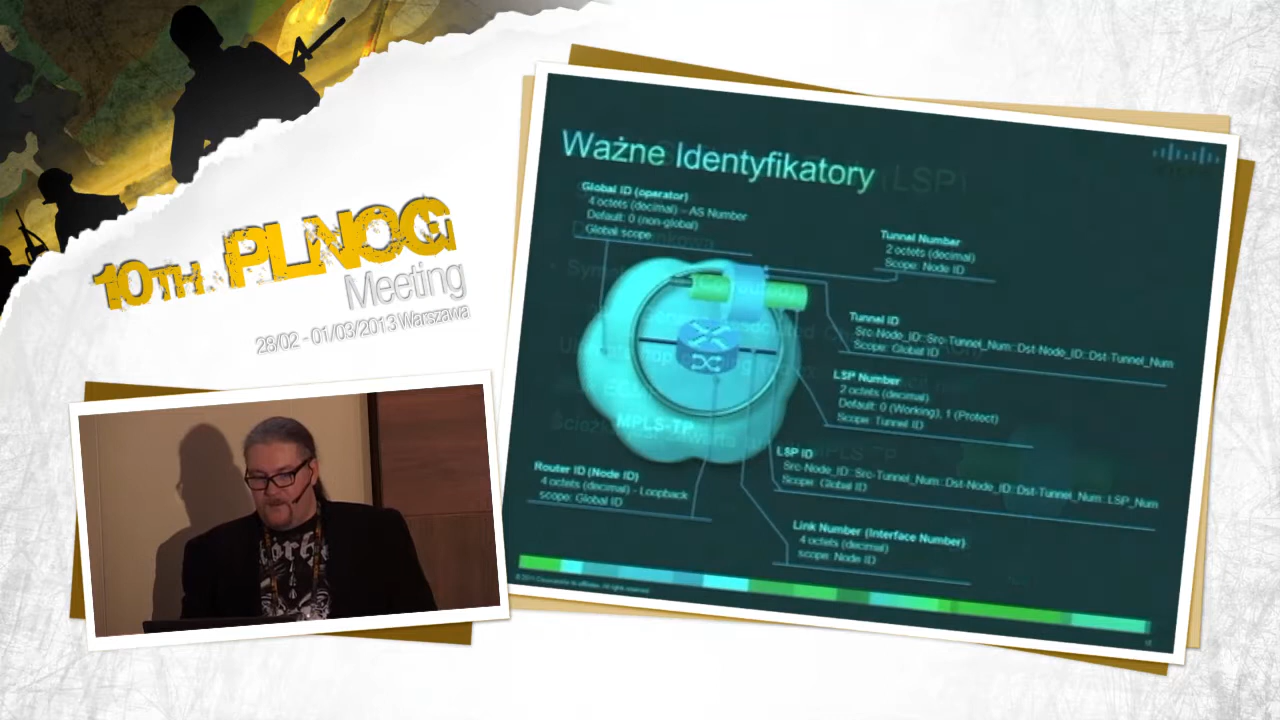 10TH. PLNOG
Meeting
28/02 - 01/03/2013 Warszawa
Ważne Identyfikatory
LSP
Global ID (operator)
4 octets (decimal) – AS Number
Default: 0 (non-global)
Global scope
Tunnel Number
2 octets (decimal)
Scope: Node ID
Tunnel ID
Src-Node_ID::Src-Tunnel_Num::Dst-Node_ID::Dst-Tunnel_Num
Scope: Global ID
LSP Number
2 octets (decimal)
Default: 0 (Working), 1 (Protect)
Scope: Tunnel ID
MPLS-TP
LSP ID
Src-Node_ID::Src-Tunnel_Num::Dst-Node_ID::Dst-Tunnel_Num::LSP_Num
Scope: Global ID
Router ID (Node ID)
4 octets (decimal) - Loopback
scope: Global ID
Link Number (Interface Number)
4 octets (decimal)
scope: Node ID